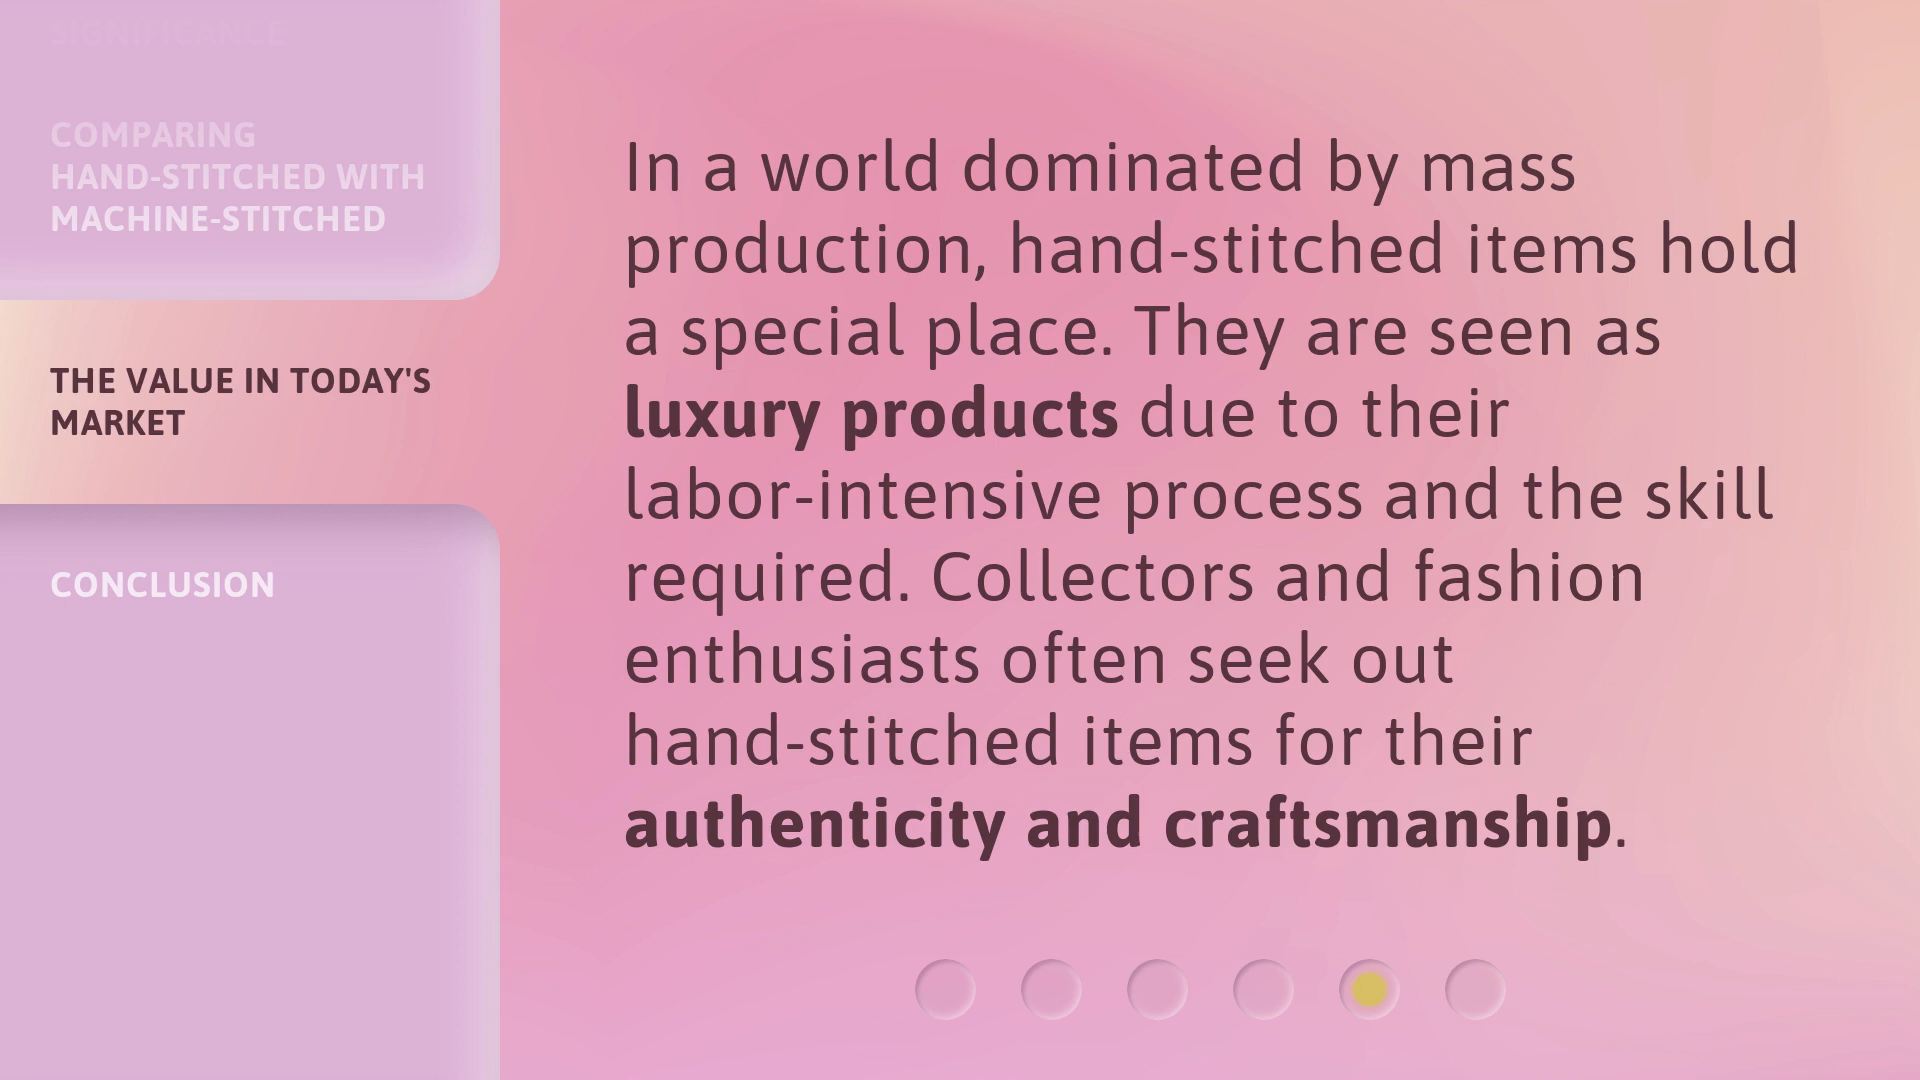 SIGNIFICANCE
COMPARING
HAND-STITCHED WITH
MACHINE-STITCHED
THE VALUE IN TODAY'S
MARKET
CONCLUSION
In a world dominated by mass
production, hand-stitched items hold
a special place. They are seen as
luxury products due to their
labor-intensive process and the skill
required. Collectors and fashion
enthusiasts often seek out
hand-stitched items for their
authenticity and craftsmanship.